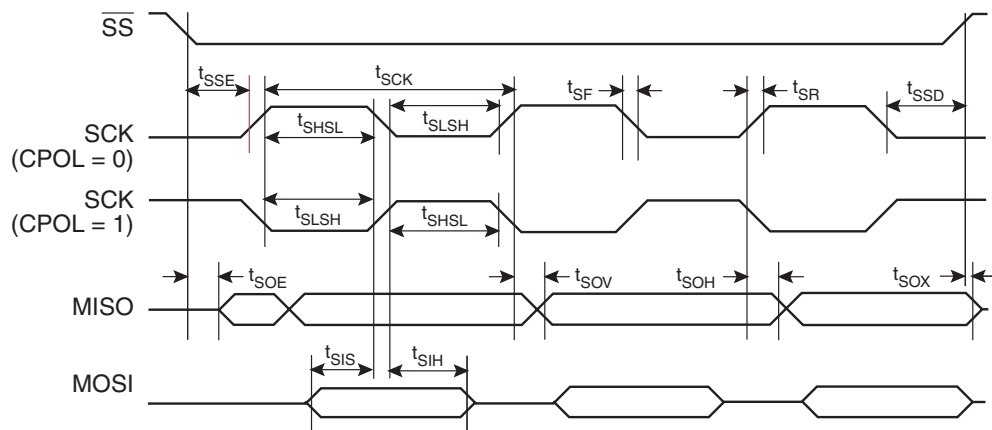 SS
tSSE
tSCK
tSF
tSR
tSSD
SCK
(CPOL = 0)
tSHSL
tSLSH
SCK
(CPOL = 1)
tSLSH
tSHSL
tSOE
tSOV
tSOH
tSOX
MISO
tSIS
tSIH
MOSI